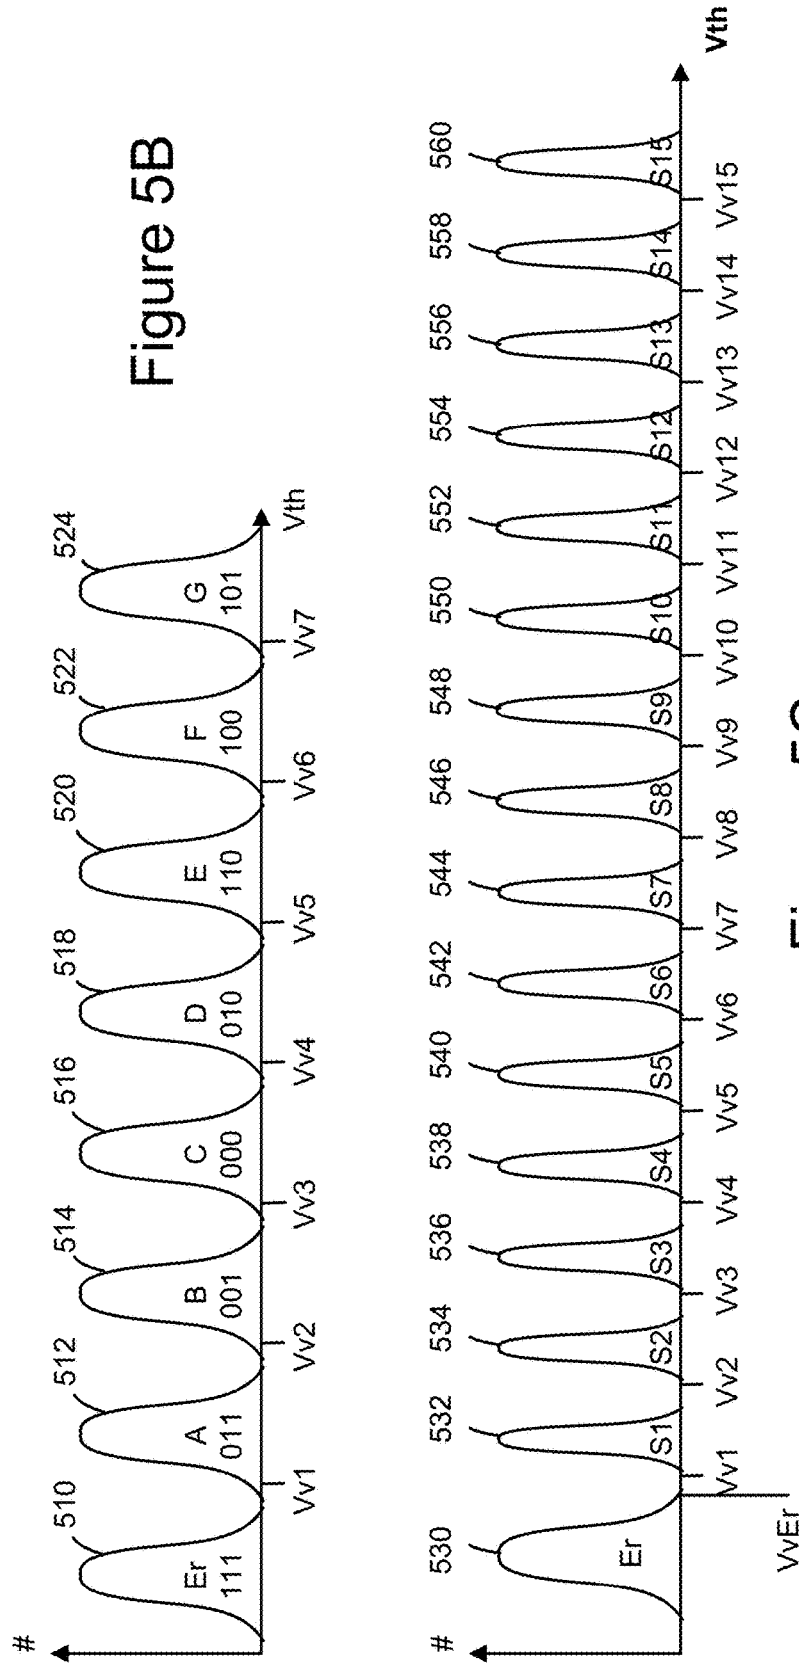 Figure 5B
#
510 512 514 516 518 520 522 524
Er A B C D E F G
111 011 001 000 010 110 100 101
Vv1 Vv2 Vv3 Vv4 Vv5 Vv6 Vv7 Vth
#
530 532 534 536 538 540 542 544 546 548 550 552 554 556 558 560
Er S1 S2 S3 S4 S5 S6 S7 S8 S9 S10 S11 S12 S13 S14 S15
Vv1 Vv2 Vv3 Vv4 Vv5 Vv6 Vv7 Vv8 Vv9 Vv10 Vv11 Vv12 Vv13 Vv14 Vv15 Vth
VvEr